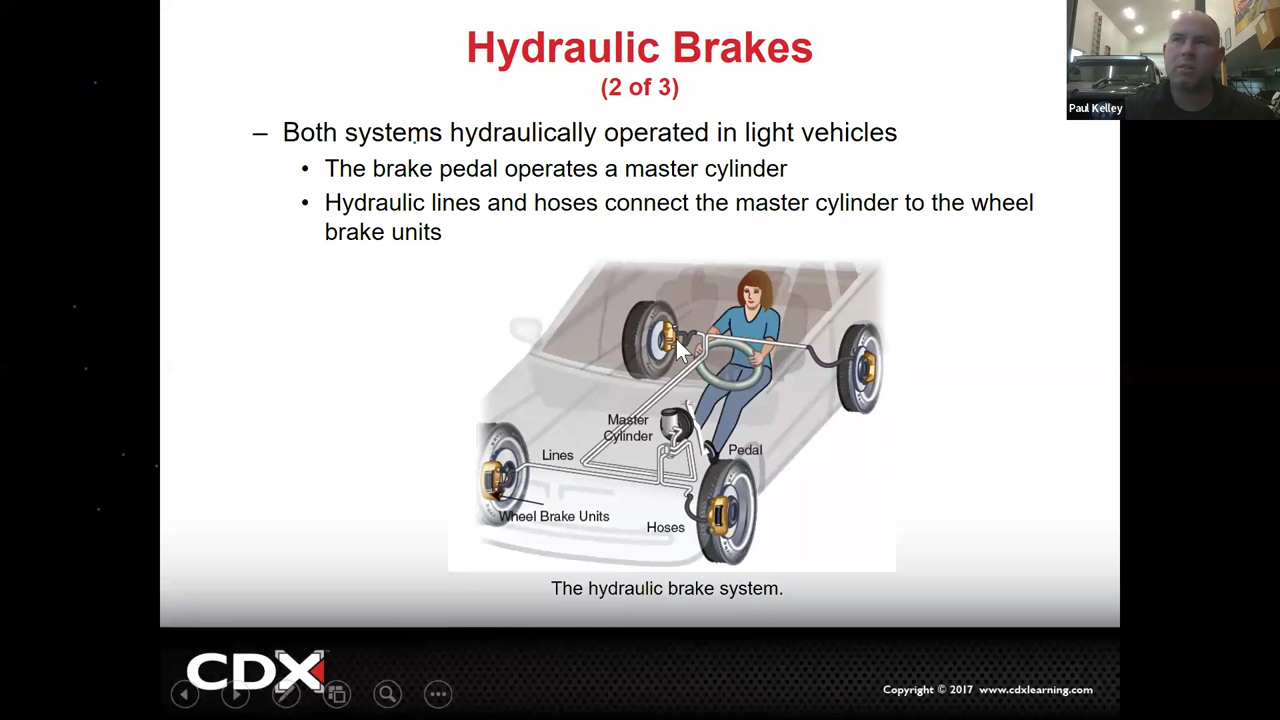 Hydraulic Brakes
(2 of 3)
Paul Kelley
– Both systems hydraulically operated in light vehicles
• The brake pedal operates a master cylinder
• Hydraulic lines and hoses connect the master cylinder to the wheel
brake units
Master
Cylinder
Pedal
Lines
Wheel Brake Units
Hoses
The hydraulic brake system.
CDX
Copyright © 2017 www.cdxlearning.com